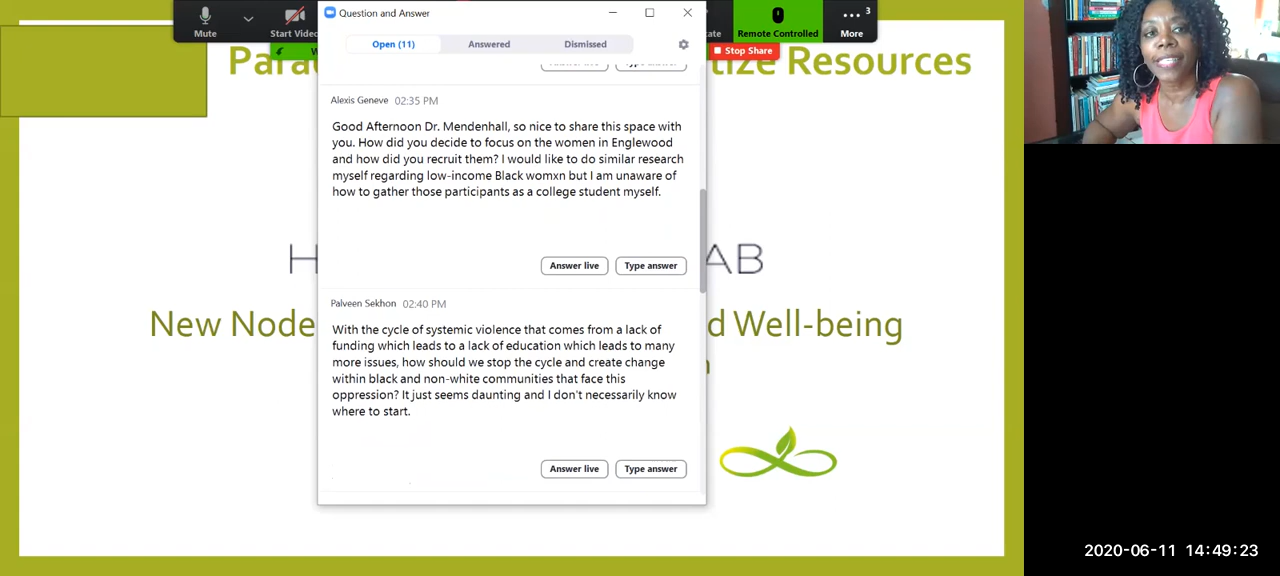 Mute
Start Video
Remote Controlled
3
More
Stop Share
Question and Answer
Open (11)
Answered
Dismissed
Type answer
Resources
Alexis Geneve 02:35 PM
Good Afternoon Dr. Mendenhall, so nice to share this space with
you. How did you decide to focus on the women in Englewood
and how did you recruit them? I would like to do similar research
myself regarding low-income Black womxn but I am unaware of
how to gather those participants as a college student myself.
Answer live
Type answer
AB
New Node
d Well-being
Palveen Sekhon 02:40 PM
With the cycle of systemic violence that comes from a lack of
funding which leads to a lack of education which leads to many
more issues, how should we stop the cycle and create change
within black and non-white communities that face this
oppression? It just seems daunting and I don't necessarily know
where to start.
Answer live
Type answer
2020-06-11 14:49:23